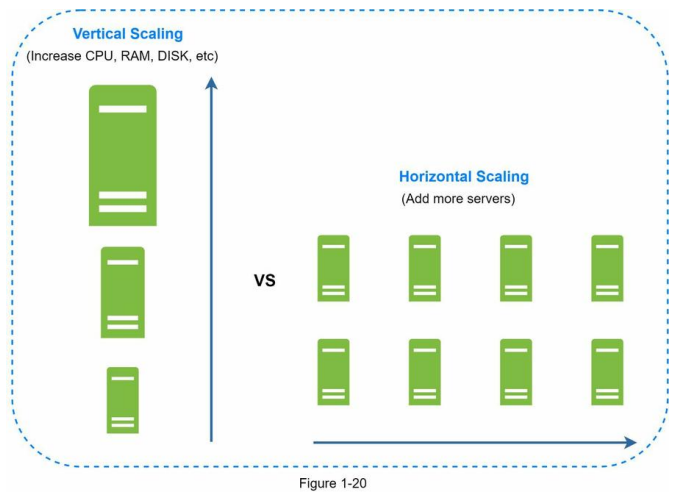 Vertical Scaling
(Increase CPU, RAM, DISK, etc)
Horizontal Scaling
(Add more servers)
VS
Figure 1-20